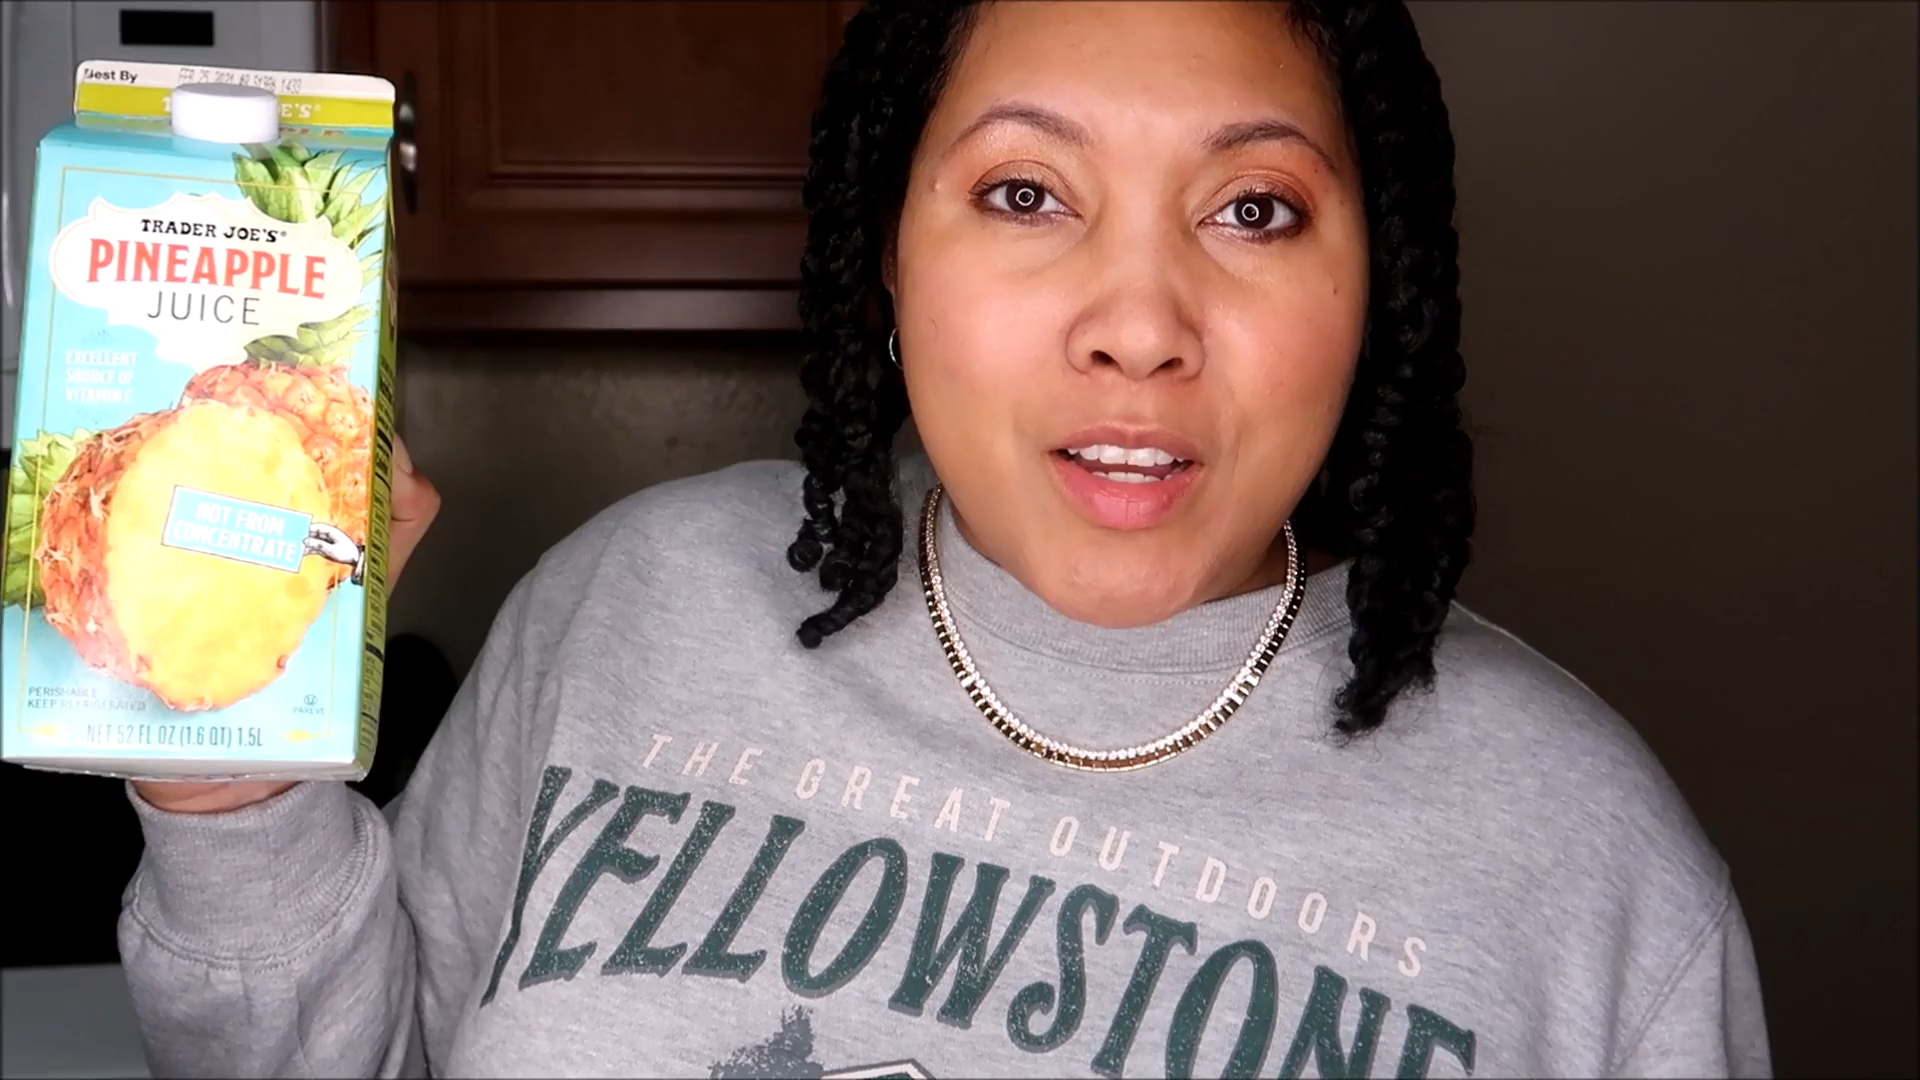 Best By
TRADER JOE'S®
PINEAPPLE
JUICE
EXCELLENT
SOURCE OF
VITAMIN C
NOT FROM
CONCENTRATE
PERISHABLE
KEEP REFRIGERATED
PAREVE
NET 52 FL OZ (1.6 QT) 1.5L
THE GREAT OUTDOORS
YELLOWSTONE